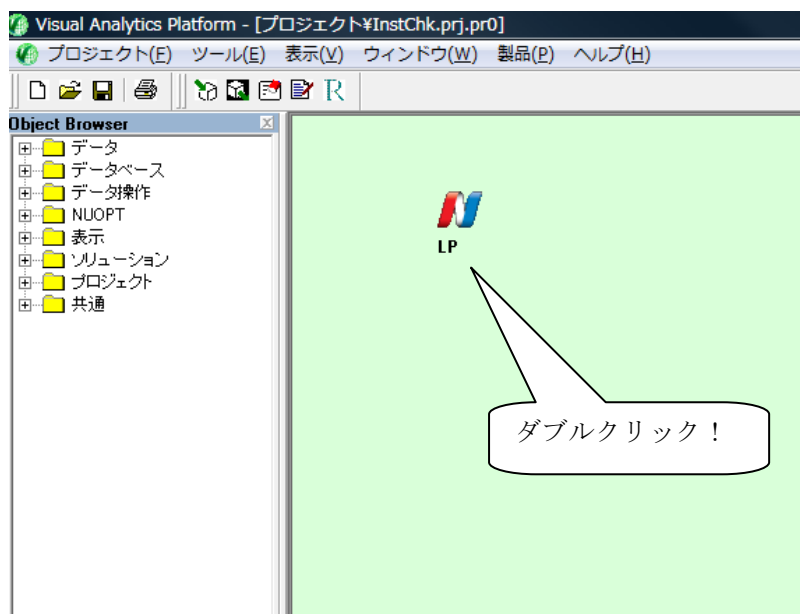 Visual Analytics Platform - [プロジェクト¥InstChk.prj.pr0]
プロジェクト(E) ツール(E) 表示(V) ウィンドウ(W) 製品(P) ヘルプ(H)
R
Object Browser
データ
データベース
データ操作
NUOPT
表示
ソリューション
プロジェクト
共通
LP
ダブルクリック！